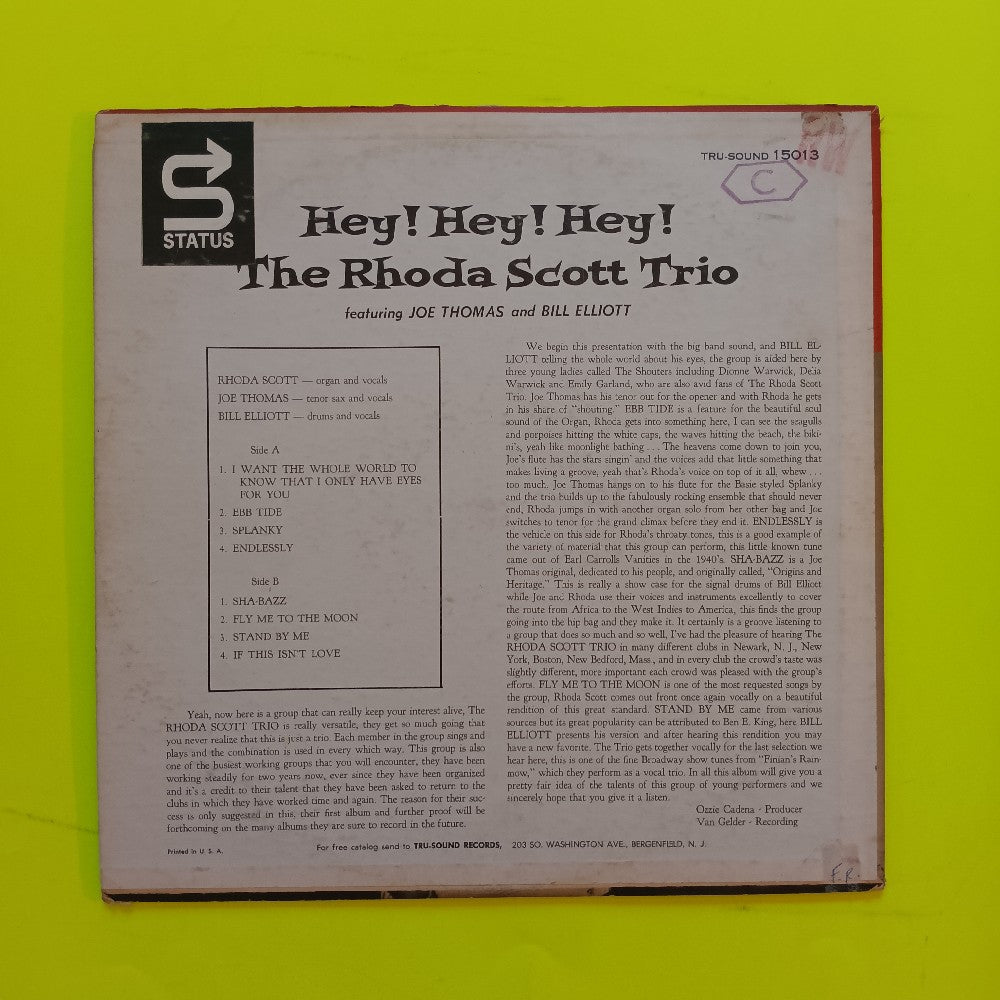 STATUS
TRU-SOUND 15013
C
Hey! Hey! Hey!
The Rhoda Scott Trio
featuring JOE THOMAS and BILL ELLIOTT
RHODA SCOTT — organ and vocals
JOE THOMAS — tenor sax and vocals
BILL ELLIOTT — drums and vocals
Side A
1. I WANT THE WHOLE WORLD TO
KNOW THAT I ONLY HAVE EYES
FOR YOU
2. EBB TIDE
3. SPLANKY
4. ENDLESSLY
Side B
1. SHA-BAZZ
2. FLY ME TO THE MOON
3. STAND BY ME
4. IF THIS ISN'T LOVE
Yeah, now here is a group that can really keep your interest alive, The
RHODA SCOTT TRIO is really versatile, they get so much going that
you never realize that this is just a trio. Each member in the group sings and
plays and the combination is used in every which way. This group is also
one of the busiest working groups that you will encounter, they have been
working steadily for two years now, ever since they have been organized
and it's a credit to their talent that they have been asked to return to the
clubs in which they have worked time and again. The reason for their suc-
cess is only suggested in this, their first album and further proof will be
forthcoming on the many albums they are sure to record in the future.
We begin this presentation with the big band sound, and BILL EL-
LIOTT telling the whole world about his eyes, the group is aided here by
three young ladies called The Shouters including Dionne Warwick, Delia
Warwick and Emily Garland, who are also avid fans of The Rhoda Scott
Trio. Joe Thomas has his tenor out for the opener and with Rhoda he gets
in his share of "shouting." EBB TIDE is a feature for the beautiful soul
sound of the Organ, Rhoda gets into something here, I can see the seagulls
and porpoises hitting the white caps, the waves hitting the beach, the biki-
ni's, yeah like moonlight bathing . . . The heavens come down to join you,
Joe's flute has the stars singin' and the voices add that little something that
makes living a groove, yeah that's Rhoda's voice on top of it all, whew . . .
too much. Joe Thomas hangs on to his flute for the Basie styled Splanky
and the trio builds up to the fabulously rocking ensemble that should never
end, Rhoda jumps in with another organ solo from her other bag and Joe
switches to tenor for the grand climax before they end it. ENDLESSLY is
the vehicle on this side for Rhoda's throaty tones, this is a good example of
the variety of material that this group can perform, this little known tune
came out of Earl Carrolls Vanities in the 1940's. SHA-BAZZ is a Joe
Thomas original, dedicated to his people, and originally called, "Origins and
Heritage." This is really a show case for the signal drums of Bill Elliott
while Joe and Rhoda use their voices and instruments excellently to cover
the route from Africa to the West Indies to America, this finds the group
going into the hip bag and they make it. It certainly is a groove listening to
a group that does so much and so well, I've had the pleasure of hearing The
RHODA SCOTT TRIO in many different clubs in Newark, N. J., New
York, Boston, New Bedford, Mass., and in every club the crowd's taste was
slightly different, more important each crowd was pleased with the group's
efforts. FLY ME TO THE MOON is one of the most requested songs by
the group, Rhoda Scott comes out front once again vocally on a beautiful
rendition of this great standard. STAND BY ME came from various
sources but its great popularity can be attributed to Ben E. King, here BILL
ELLIOTT presents his version and after hearing this rendition you may
have a new favorite. The Trio gets together vocally for the last selection we
hear here, this is one of the fine Broadway show tunes from "Finian's Rain-
mow," which they perform as a vocal trio. In all this album will give you a
pretty fair idea of the talents of this group of young performers and we
sincerely hope that you give it a listen.
Ozzie Cadena - Producer
Van Gelder - Recording
Printed in U. S. A.
For free catalog send to TRU-SOUND RECORDS, 203 SO. WASHINGTON AVE., BERGENFIELD, N. J.
F.R.